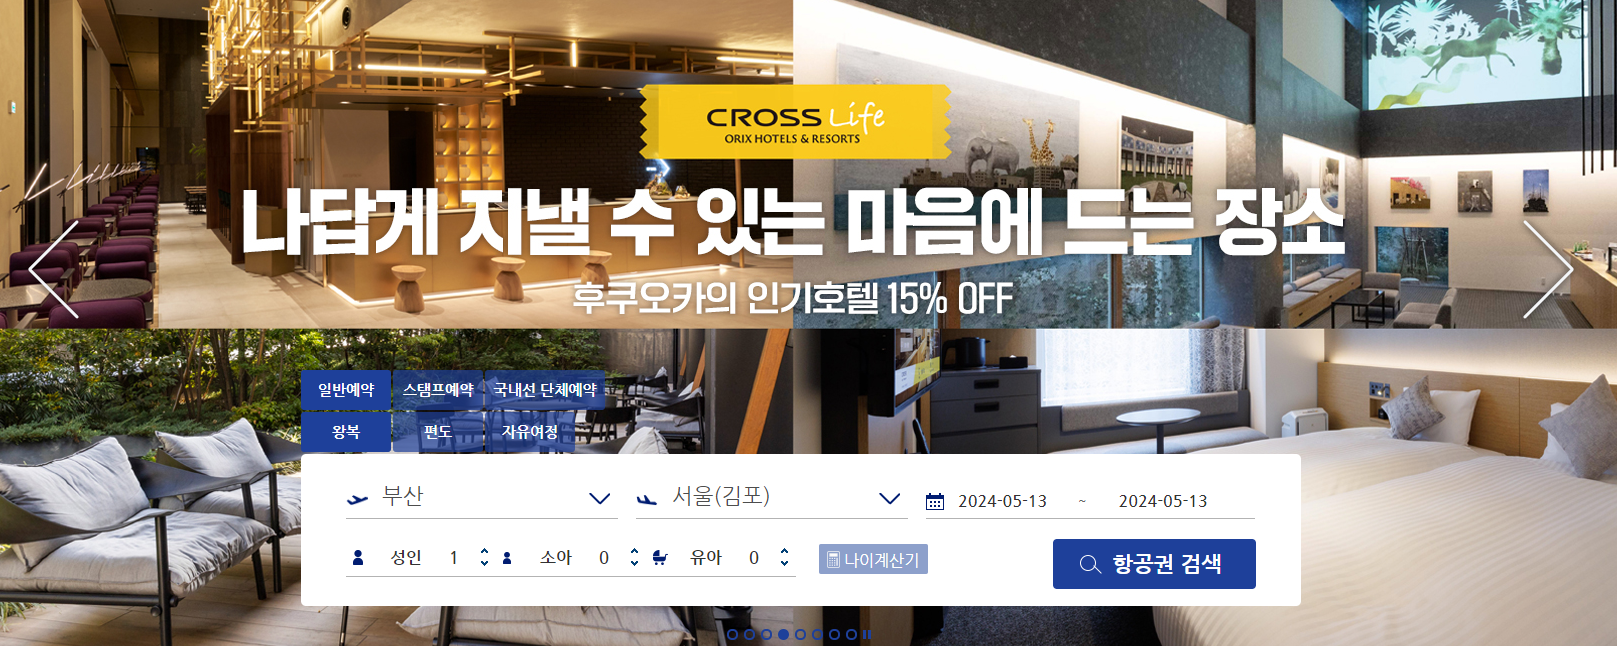 CROSS Life
ORIX HOTELS & RESORTS
나답게 지낼 수 있는 마음에 드는 장소
후쿠오카의 인기호텔 15% OFF
일반예약 스탬프예약 국내선 단체예약
왕복 편도 자유여정
부산 서울(김포) 2024-05-13 ~ 2024-05-13
성인 1 소아 0 유아 0 나이계산기 항공권 검색